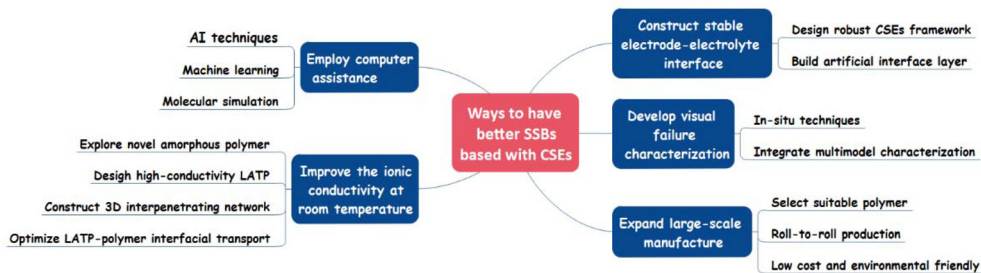 Ways to have
better SSBs
based with CSEs
Employ computer
assistance
AI techniques
Machine learning
Molecular simulation
Improve the ionic
conductivity at
room temperature
Explore novel amorphous polymer
Desigh high-conductivity LATP
Construct 3D interpenetrating network
Optimize LATP-polymer interfacial transport
Construct stable
electrode-electrolyte
interface
Design robust CSEs framework
Build artificial interface layer
Develop visual
failure
characterization
In-situ techniques
Integrate multimodel characterization
Expand large-scale
manufacture
Select suitable polymer
Roll-to-roll production
Low cost and environmental friendly